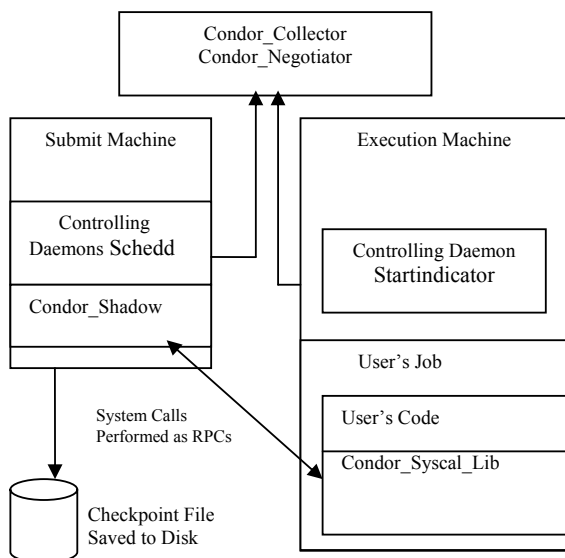 Condor_Collector
Condor_Negotiator
Submit Machine
Controlling
Daemons Schedd
Condor_Shadow
Execution Machine
Controlling Daemon
Startindicator
User's Job
User's Code
Condor_Syscal_Lib
System Calls
Performed as RPCs
Checkpoint File
Saved to Disk